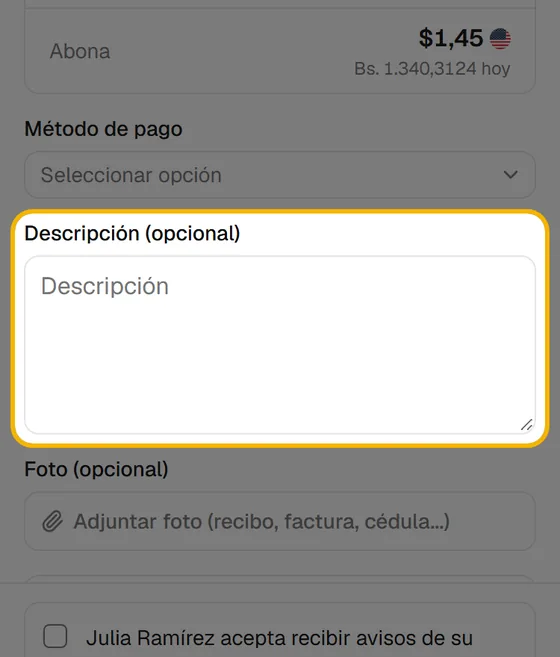 $1,45
Abona
Bs. 1.340,3124 hoy
Método de pago
Seleccionar opción
Descripción (opcional)
Descripción
Foto (opcional)
Adjuntar foto (recibo, factura, cédula...)
Julia Ramírez acepta recibir avisos de su